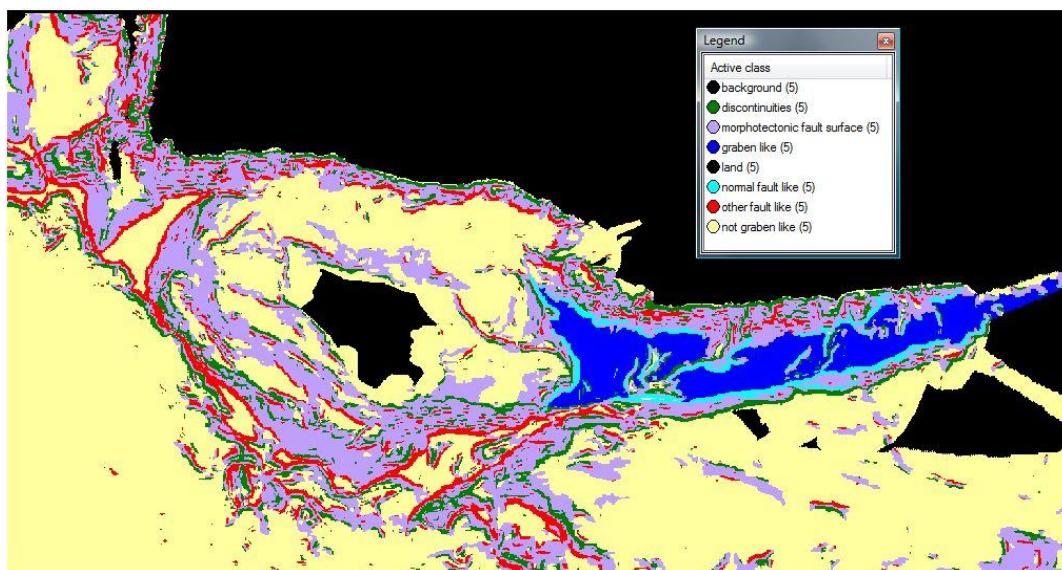 Legend
Active class
background (5)
discontinuities (5)
morphotectonic fault surface (5)
graben like (5)
land (5)
normal fault like (5)
other fault like (5)
not graben like (5)